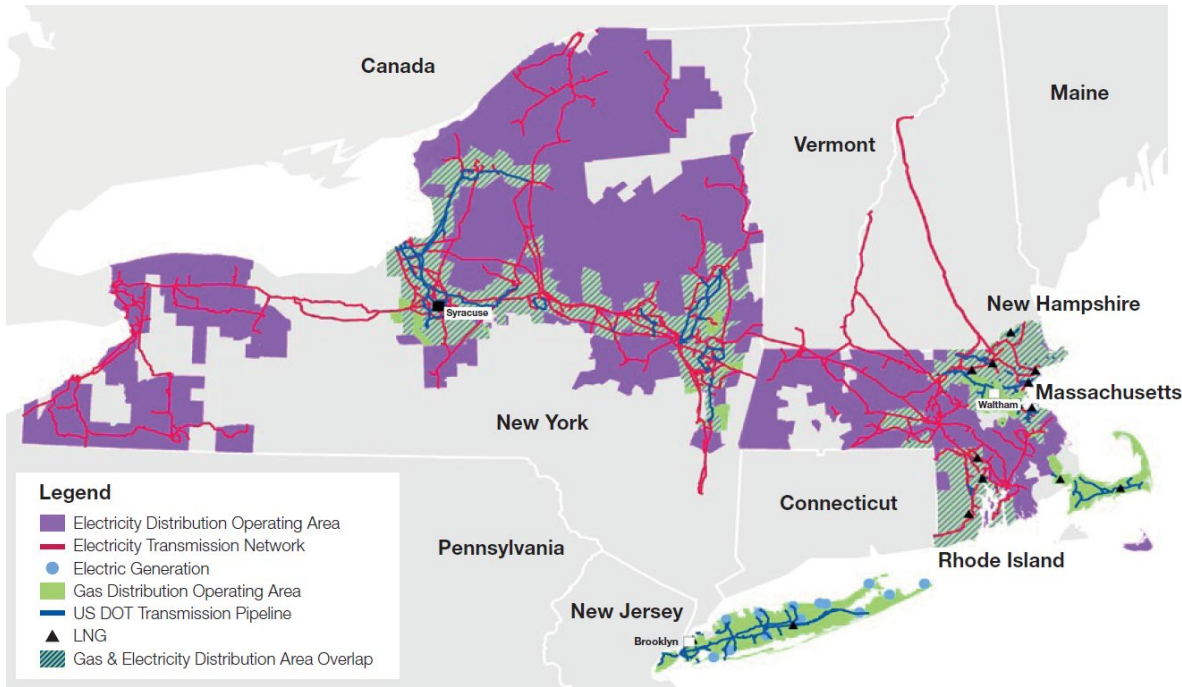 Canada
Maine
Vermont
New Hampshire
Syracuse
Massachusetts
Waltham
New York
Connecticut
Pennsylvania
Rhode Island
New Jersey
Brooklyn
Legend
Electricity Distribution Operating Area
Electricity Transmission Network
Electric Generation
Gas Distribution Operating Area
US DOT Transmission Pipeline
LNG
Gas & Electricity Distribution Area Overlap